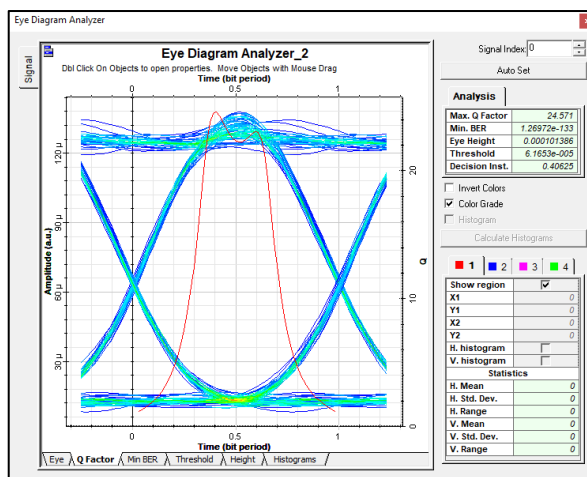 Eye Diagram Analyzer
x
Signal
Eye Diagram Analyzer_2
Dbl Click On Objects to open properties.  Move Objects with Mouse Drag
Time (bit period)
0 0.5 1
Amplitude (a.u.)
120 µ
90 µ
60 µ
30 µ
Q
20
10
0
0 0.5 1
Time (bit period)
Eye Q Factor Min BER Threshold Height Histograms
Signal Index: 0
Auto Set
Analysis
Max. Q Factor 24.571
Min. BER 1.26972e-133
Eye Height 0.000101386
Threshold 6.1653e-005
Decision Inst. 0.40625
Invert Colors
Color Grade
Histogram
Calculate Histograms
1 2 3 4
Show region
X1 0
Y1 0
X2 0
Y2 0
H. histogram
V. histogram
Statistics
H. Mean 0
H. Std. Dev. 0
H. Range 0
V. Mean 0
V. Std. Dev. 0
V. Range 0